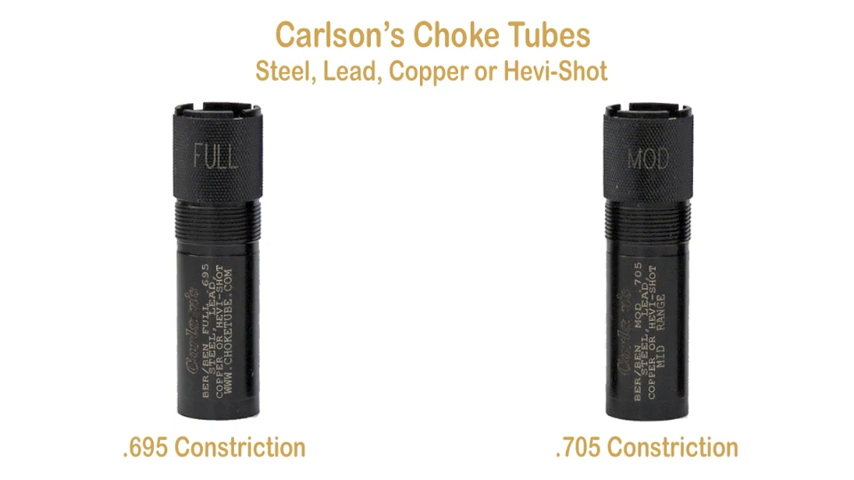 Carlson's Choke Tubes
Steel, Lead, Copper or Hevi-Shot
FULL
MOD
Carlson's
BER/BEN FULL .695
STEEL, LEAD,
COPPER OR HEVI-SHOT
WWW.CHOKETUBE.COM
Carlson's
BER/BEN MOD .705
STEEL, LEAD,
COPPER OR HEVI-SHOT
MID RANGE
.695 Constriction
.705 Constriction